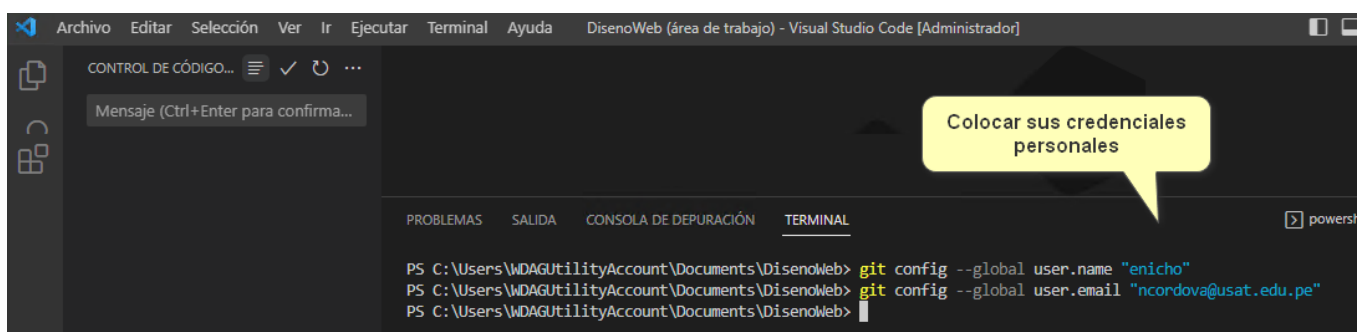 Archivo Editar Selección Ver Ir Ejecutar Terminal Ayuda DisenoWeb (área de trabajo) - Visual Studio Code [Administrador]
CONTROL DE CÓDIGO...
Mensaje (Ctrl+Enter para confirma...
Colocar sus credenciales
personales
PROBLEMAS SALIDA CONSOLA DE DEPURACIÓN TERMINAL powersh
PS C:\Users\WDAGUtilityAccount\Documents\DisenoWeb> git config --global user.name "enicho"
PS C:\Users\WDAGUtilityAccount\Documents\DisenoWeb> git config --global user.email "ncordova@usat.edu.pe"
PS C:\Users\WDAGUtilityAccount\Documents\DisenoWeb>